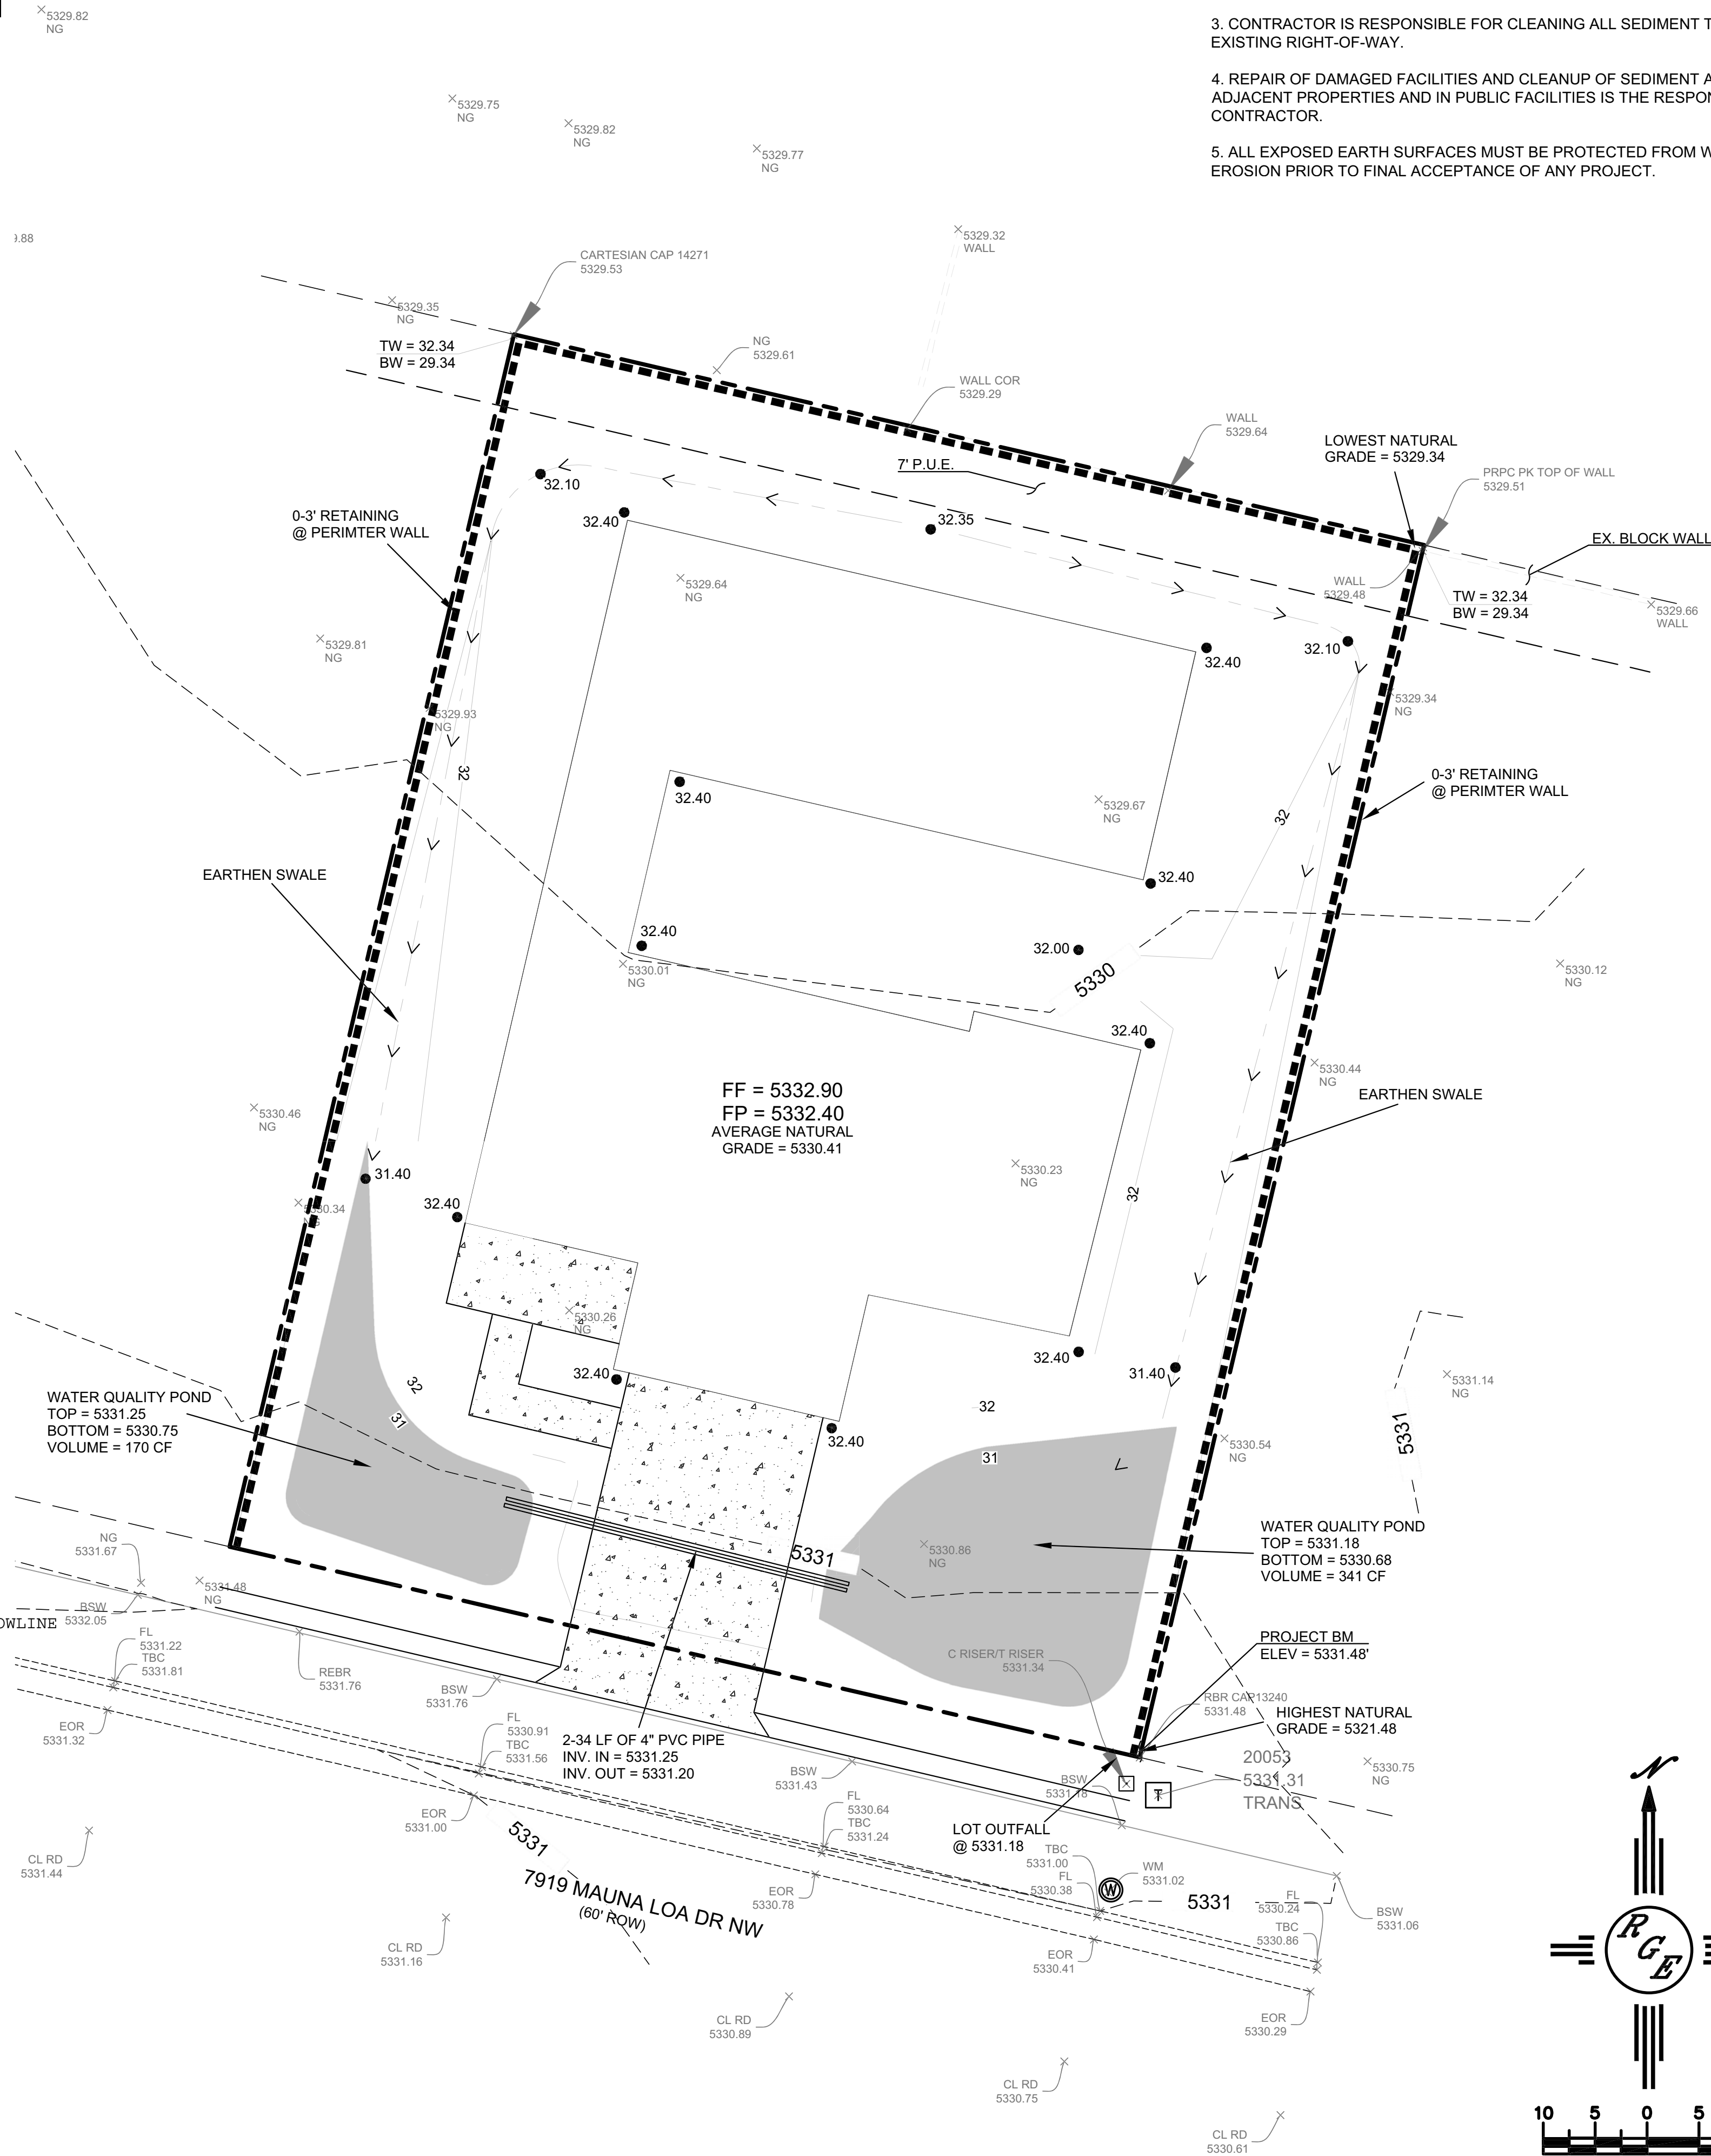 3. CONTRACTOR IS RESPONSIBLE FOR CLEANING ALL SEDIMENT
EXISTING RIGHT-OF-WAY.
4. REPAIR OF DAMAGED FACILITIES AND CLEANUP OF SEDIMENT
ADJACENT PROPERTIES AND IN PUBLIC FACILITIES IS THE
CONTRACTOR.
5. ALL EXPOSED EARTH SURFACES MUST BE PROTECTED FROM
EROSION PRIOR TO FINAL ACCEPTANCE OF ANY PROJECT.
5329.82
NG
5329.75
NG
5329.82
NG
5329.77
NG
5329.32
WALL
9.88
CARTESIAN CAP 14271
5329.53
5329.35
NG
TW = 32.34
BW = 29.34
NG
5329.61
WALL COR
5329.29
WALL
5329.64
LOWEST NATURAL
GRADE = 5329.34
PRPC PK TOP OF WALL
5329.51
7' P.U.E.
32.10
32.40
32.35
0-3' RETAINING
@ PERIMTER WALL
EX. BLOCK WALL
5329.64
NG
WALL
5329.48
TW = 32.34
BW = 29.34
5329.66
WALL
5329.81
NG
32.40
32.10
5329.93
NG
5329.34
NG
32
32.40
5329.67
NG
32
0-3' RETAINING
@ PERIMTER WALL
EARTHEN SWALE
32.40
32.40
32.00
5330.01
NG
5330
5330.12
NG
32.40
5330.44
NG
FF = 5332.90
FP = 5332.40
AVERAGE NATURAL
GRADE = 5330.41
EARTHEN SWALE
5330.46
NG
31.40
5330.23
NG
32
5330.34
NG
32.40
5330.26
NG
32.40
32.40
31.40
5331.14
NG
WATER QUALITY POND
TOP = 5331.25
BOTTOM = 5330.75
VOLUME = 170 CF
32
31
32
32.40
31
5330.54
NG
5331
NG
5331.67
5331
5330.86
NG
WATER QUALITY POND
TOP = 5331.18
BOTTOM = 5330.68
VOLUME = 341 CF
5331.48
NG
BSW
5332.05
OWLINE
FL
5331.22
TBC
5331.81
REBR
5331.76
BSW
5331.76
C RISER/T RISER
5331.34
PROJECT BM
ELEV = 5331.48'
RBR CAP13240
5331.48
HIGHEST NATURAL
GRADE = 5321.48
EOR
5331.32
FL
5330.91
TBC
5331.56
2-34 LF OF 4" PVC PIPE
INV. IN = 5331.25
INV. OUT = 5331.20
BSW
5331.43
BSW
5331.18
T
20053
5331.31
TRANS
5330.75
NG
EOR
5331.00
FL
5330.64
TBC
5331.24
LOT OUTFALL
@ 5331.18
CL RD
5331.44
5331
7919 MAUNA LOA DR NW
(60' ROW)
EOR
5330.78
TBC
5331.00
FL
5330.38
W
WM
5331.02
5331
FL
5330.24
TBC
5330.86
BSW
5331.06
CL RD
5331.16
EOR
5330.41
CL RD
5330.89
EOR
5330.29
CL RD
5330.75
CL RD
5330.61
N
RGE
10 5 0 5